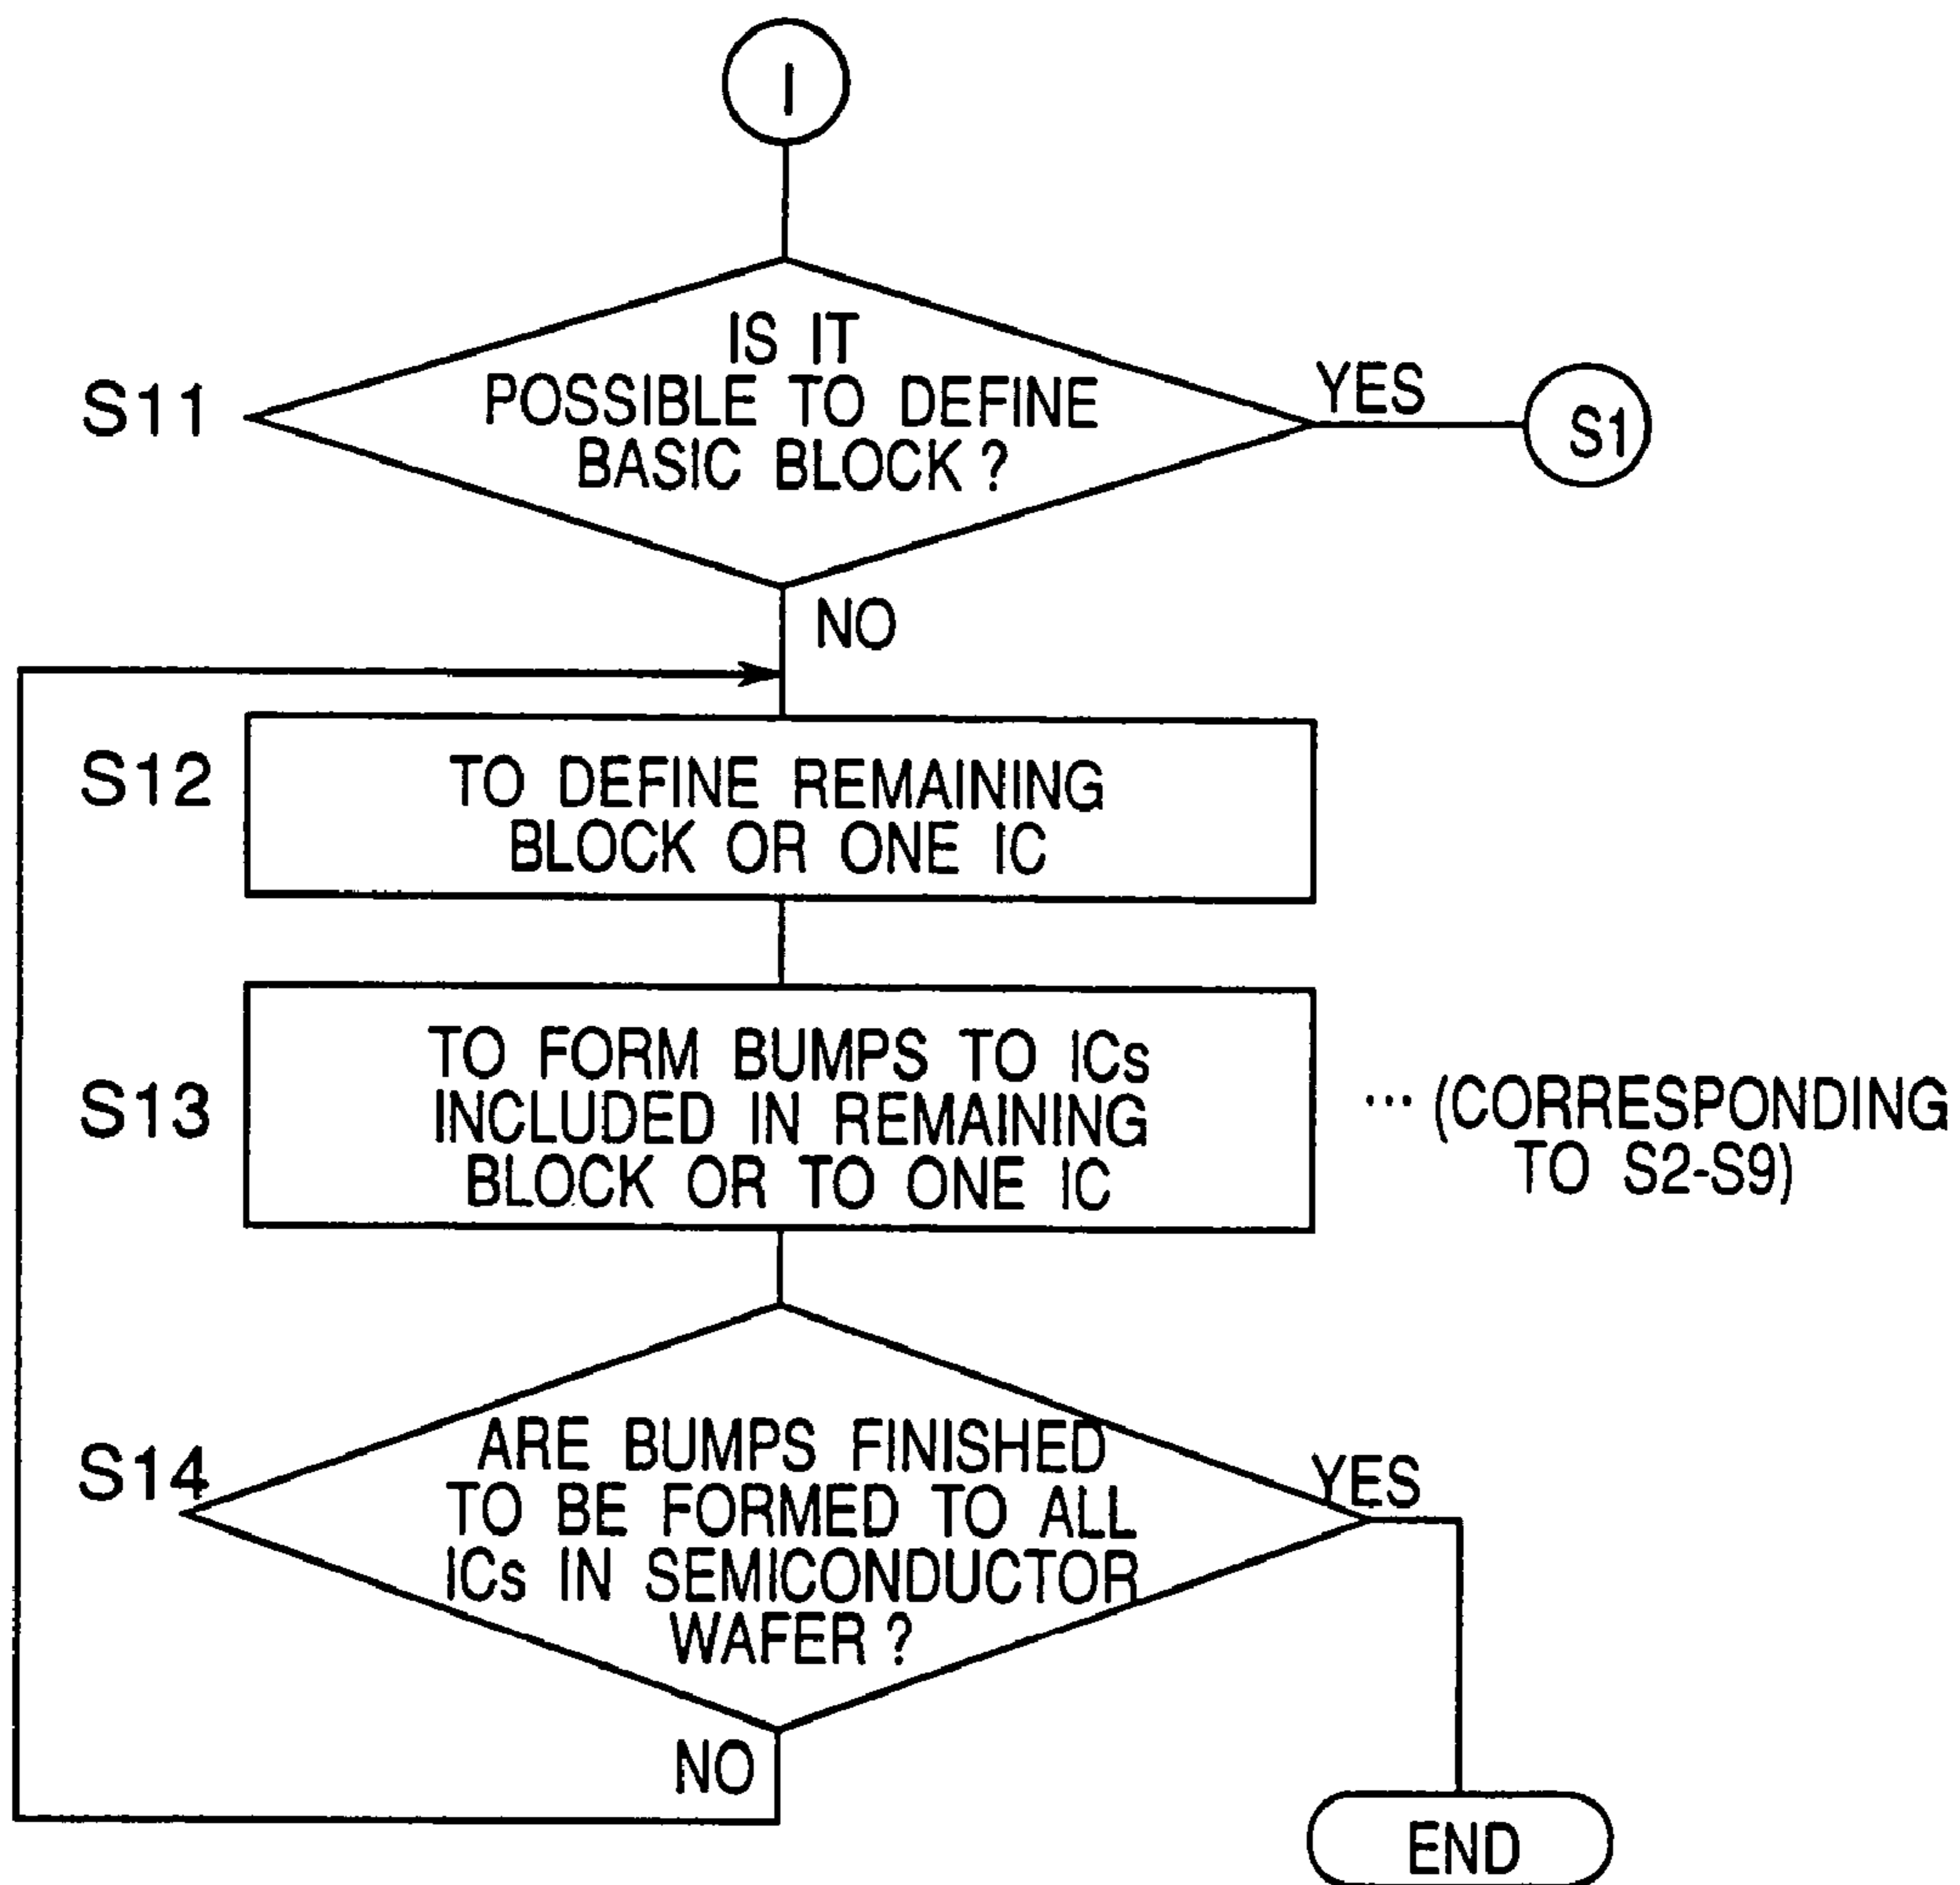 I
IS IT
POSSIBLE TO DEFINE
BASIC BLOCK ?
S11
YES
S1
NO
S12
TO DEFINE REMAINING
BLOCK OR ONE IC
S13
TO FORM BUMPS TO ICs
INCLUDED IN REMAINING
BLOCK OR TO ONE IC
··· (CORRESPONDING
TO S2-S9)
S14
ARE BUMPS FINISHED
TO BE FORMED TO ALL
ICs IN SEMICONDUCTOR
WAFER ?
YES
NO
END